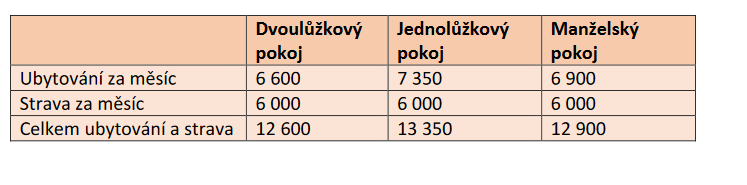 Dvoulůžkový pokoj Jednolůžkový pokoj Manželský pokoj
Ubytování za měsíc 6 600 7 350 6 900
Strava za měsíc 6 000 6 000 6 000
Celkem ubytování a strava 12 600 13 350 12 900